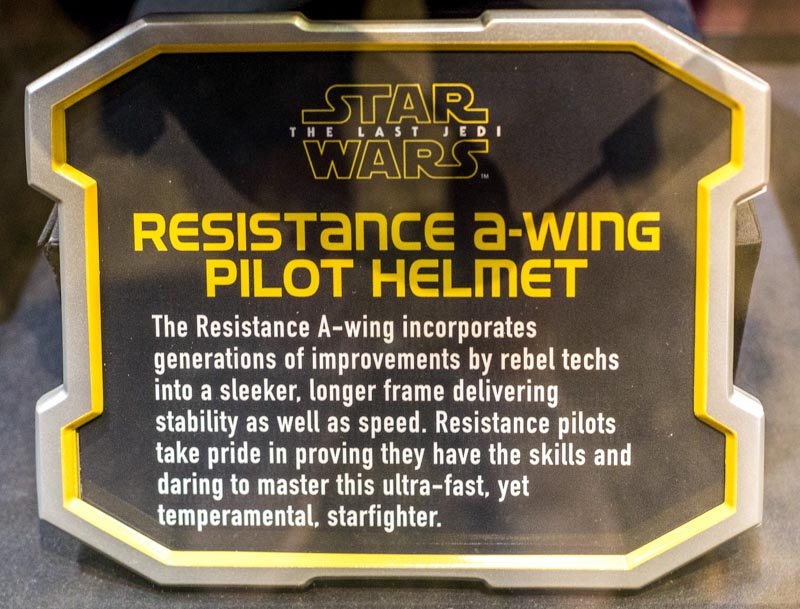 STAR
THE LAST JEDI
WARS™
RESISTANCE a-WING
PILOT HELMET
The Resistance A-wing incorporates
generations of improvements by rebel techs
into a sleeker, longer frame delivering
stability as well as speed. Resistance pilots
take pride in proving they have the skills and
daring to master this ultra-fast, yet
temperamental, starfighter.